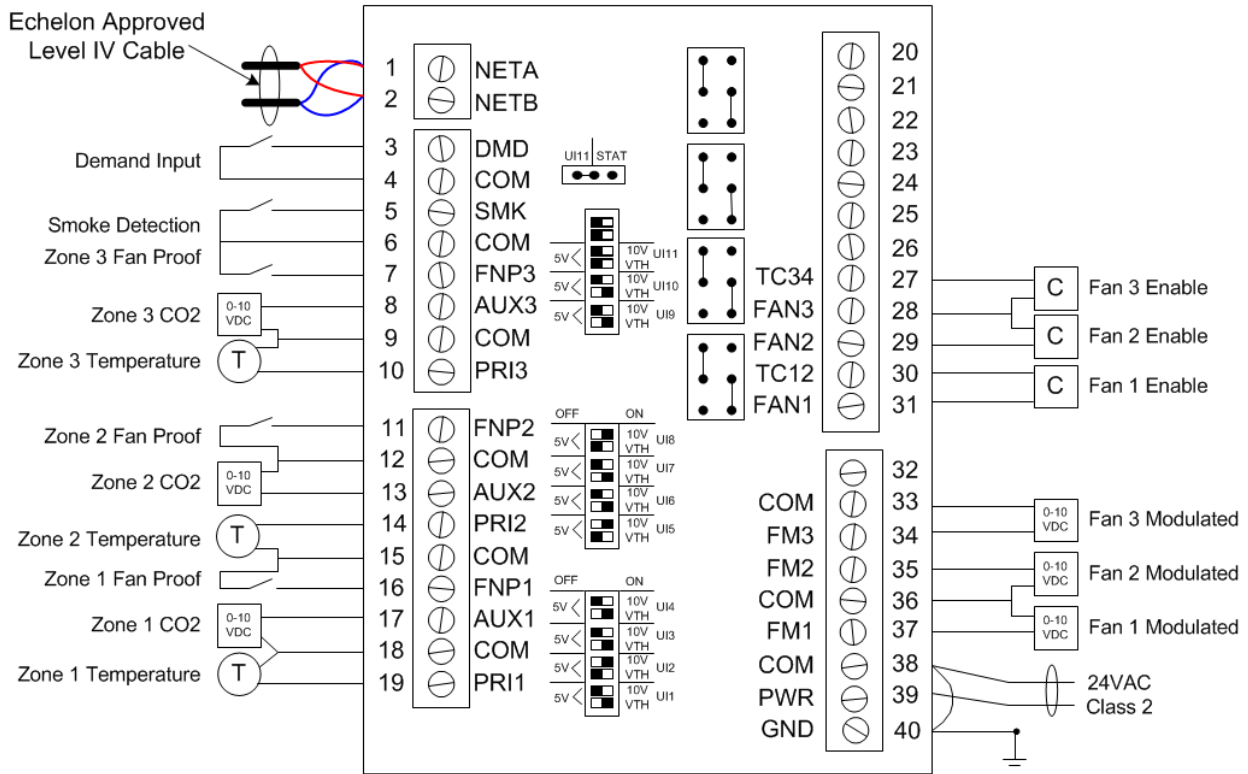 Echelon Approved
Level IV Cable
1 NETA
2 NETB
Demand Input
3 DMD
4 COM
Smoke Detection
5 SMK
6 COM
Zone 3 Fan Proof
7 FNP3
Zone 3 CO2
0-10
VDC
8 AUX3
9 COM
Zone 3 Temperature
T
10 PRI3
Zone 2 Fan Proof
11 FNP2
12 COM
Zone 2 CO2
0-10
VDC
13 AUX2
14 PRI2
Zone 2 Temperature
T
15 COM
Zone 1 Fan Proof
16 FNP1
Zone 1 CO2
0-10
VDC
17 AUX1
18 COM
Zone 1 Temperature
T
19 PRI1
UI11 STAT
5V 10V UI11
VTH
5V 10V UI10
VTH
5V 10V UI9
VTH
OFF ON
5V 10V UI8
VTH
5V 10V UI7
VTH
5V 10V UI6
VTH
5V 10V UI5
VTH
OFF ON
5V 10V UI4
VTH
5V 10V UI3
VTH
5V 10V UI2
VTH
5V 10V UI1
VTH
20
21
22
23
24
25
26
TC34 27
C Fan 3 Enable
FAN3 28
C Fan 2 Enable
FAN2 29
TC12 30
C Fan 1 Enable
FAN1 31
32
COM 33
0-10
VDC
Fan 3 Modulated
FM3 34
FM2 35
0-10
VDC
Fan 2 Modulated
COM 36
0-10
VDC
Fan 1 Modulated
FM1 37
COM 38
24VAC
Class 2
PWR 39
GND 40